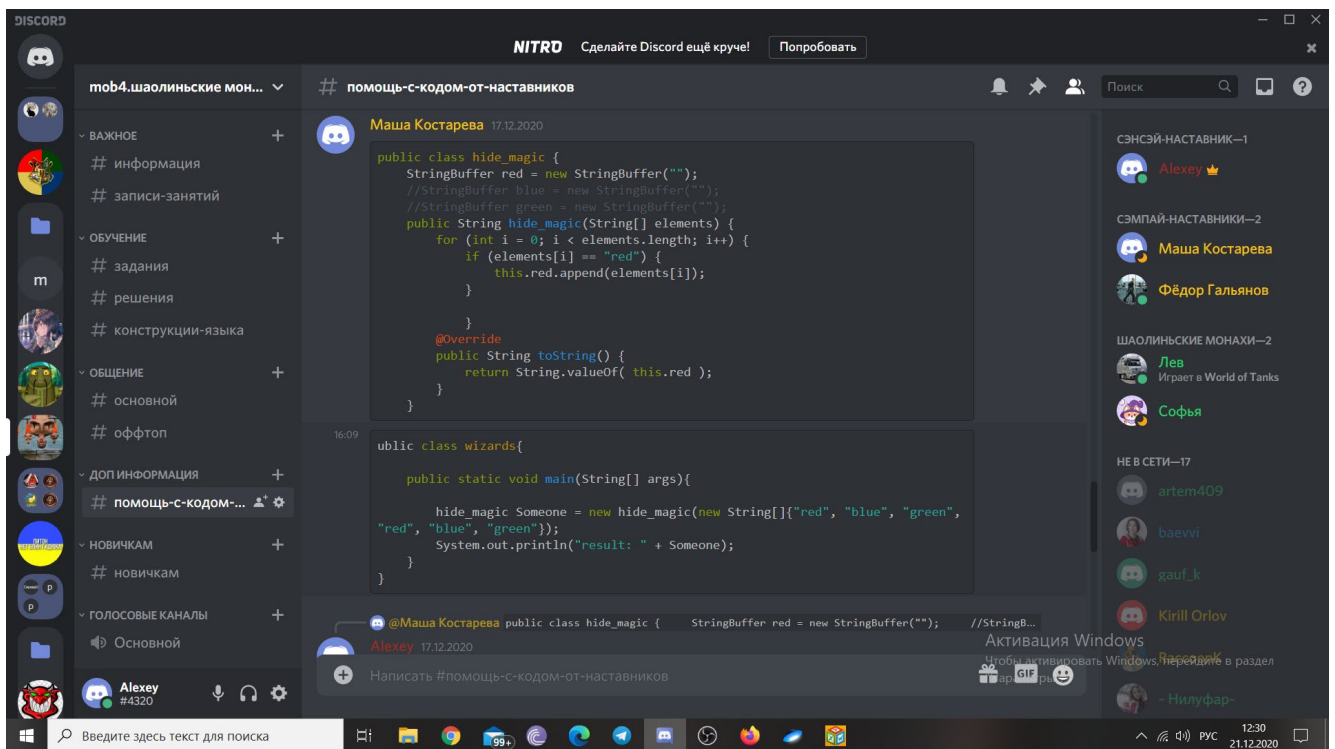 DISCORD
NITRO Сделайте Discord ещё круче! Попробовать
mob4.шаолиньские мон...
ВАЖНОЕ
информация
записи-занятий
ОБУЧЕНИЕ
задания
решения
конструкции-языка
ОБЩЕНИЕ
основной
оффтоп
ДОП ИНФОРМАЦИЯ
помощь-с-кодом-...
НОВИЧКАМ
новичкам
ГОЛОСОВЫЕ КАНАЛЫ
Основной
Alexey
#4320
m
P
P
# помощь-с-кодом-от-наставников
Поиск
Маша Костарева 17.12.2020
public class hide_magic {
StringBuffer red = new StringBuffer("");
//StringBuffer blue = new StringBuffer("");
//StringBuffer green = new StringBuffer("");
public String hide_magic(String[] elements) {
for (int i = 0; i < elements.length; i++) {
if (elements[i] == "red") {
this.red.append(elements[i]);
}
}
@Override
public String toString() {
return String.valueOf( this.red );
}
}
16:09
ublic class wizards{
public static void main(String[] args){
hide_magic Someone = new hide_magic(new String[]{"red", "blue", "green",
"red", "blue", "green"});
System.out.println("result: " + Someone);
}
}
@Маша Костарева public class hide_magic { StringBuffer red = new StringBuffer(""); //StringB...
Alexey 17.12.2020
Написать #помощь-с-кодом-от-наставников
GIF
СЭНСЭЙ-НАСТАВНИК—1
Alexey
СЭМПАЙ-НАСТАВНИКИ—2
Маша Костарева
Фёдор Гальянов
ШАОЛИНЬСКИЕ МОНАХИ—2
Лев
Играет в World of Tanks
Софья
НЕ В СЕТИ—17
artem409
baevvi
gauf_k
Kirill Orlov
- Нилуфар-
Активация Windows
Чтобы активировать Windows, перейдите в раздел
Введите здесь текст для поиска
99+
РУС
12:30
21.12.2020